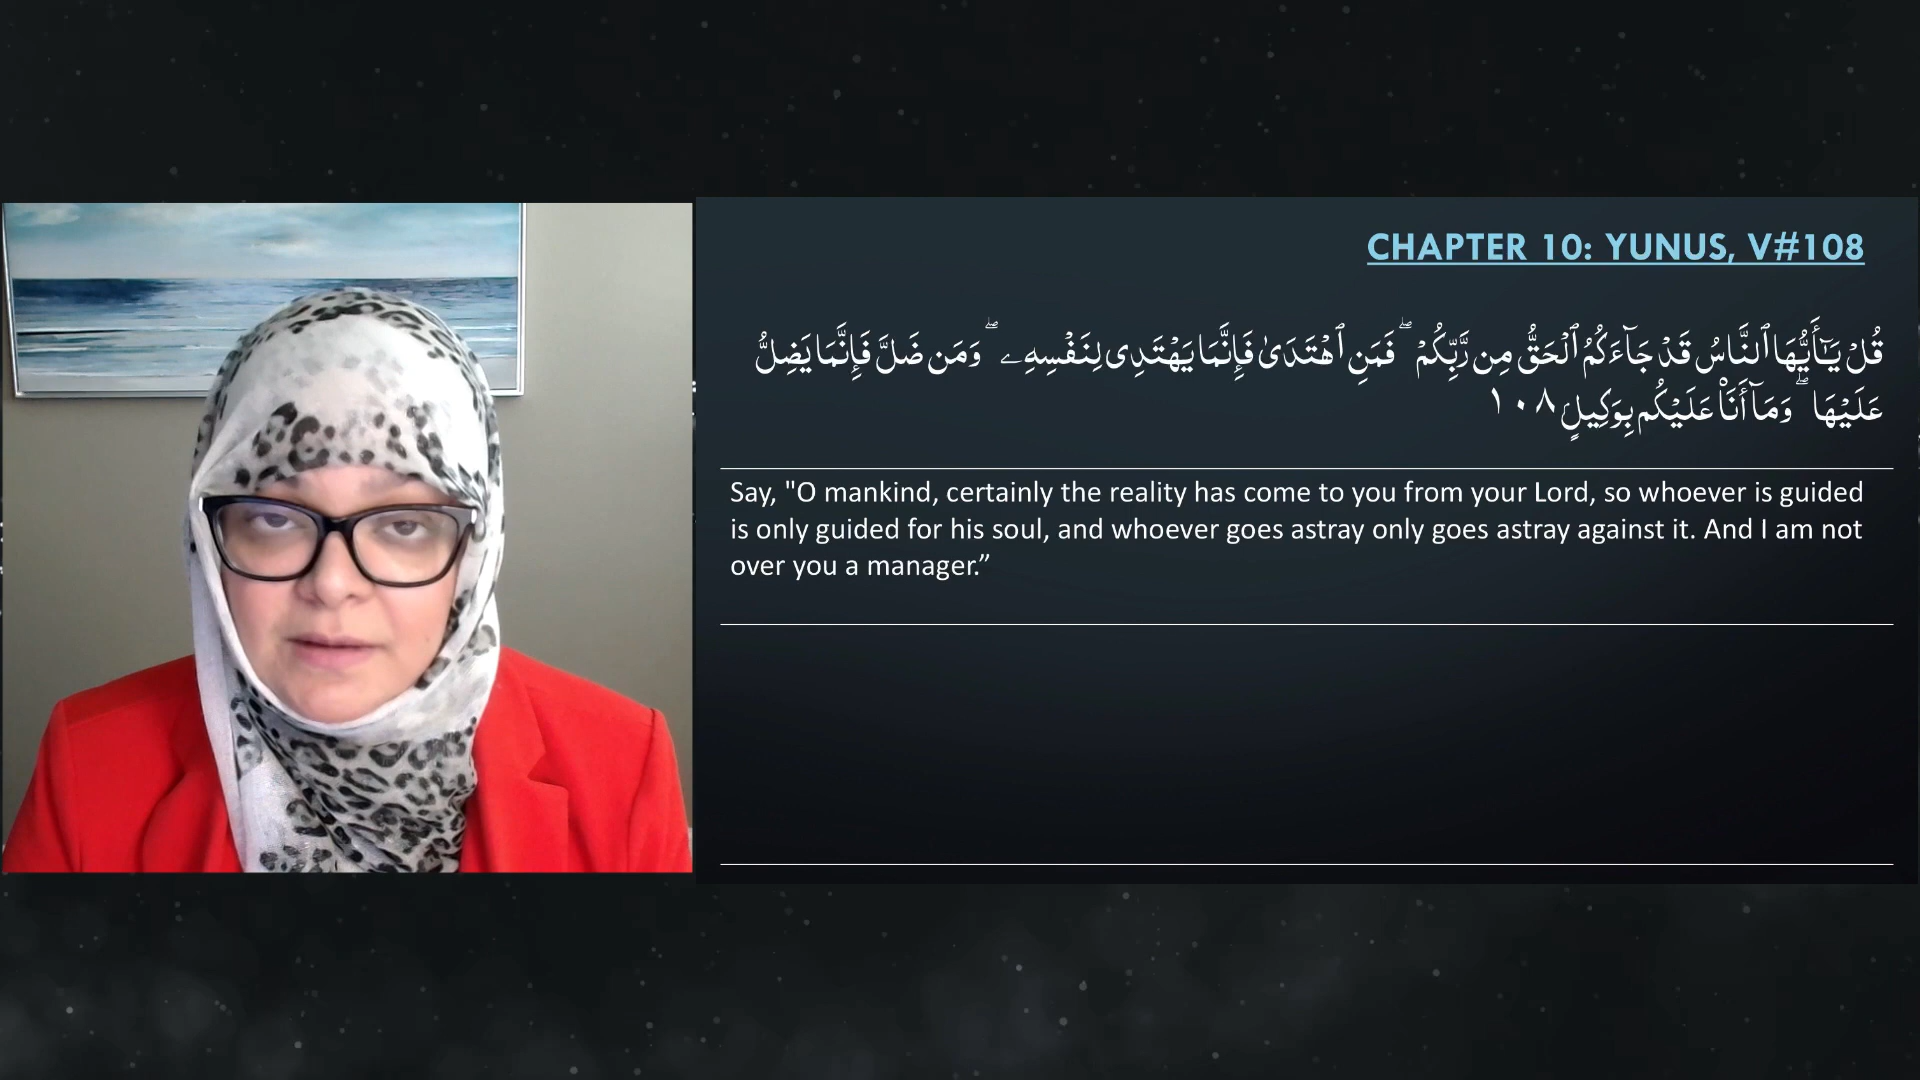 CHAPTER 10: YUNUS, V#108
قُلْ يَـٰٓأَيُّهَا ٱلنَّاسُ قَدْ جَآءَكُمُ ٱلْحَقُّ مِن رَّبِّكُمْ ۖ فَمَنِ ٱهْتَدَىٰ فَإِنَّمَا يَهْتَدِى لِنَفْسِهِۦ ۖ وَمَن ضَلَّ فَإِنَّمَا يَضِلُّ
عَلَيْهَا ۖ وَمَآ أَنَا۠ عَلَيْكُم بِوَكِيلٍ ١٠٨
Say, "O mankind, certainly the reality has come to you from your Lord, so whoever is guided
is only guided for his soul, and whoever goes astray only goes astray against it. And I am not
over you a manager.”